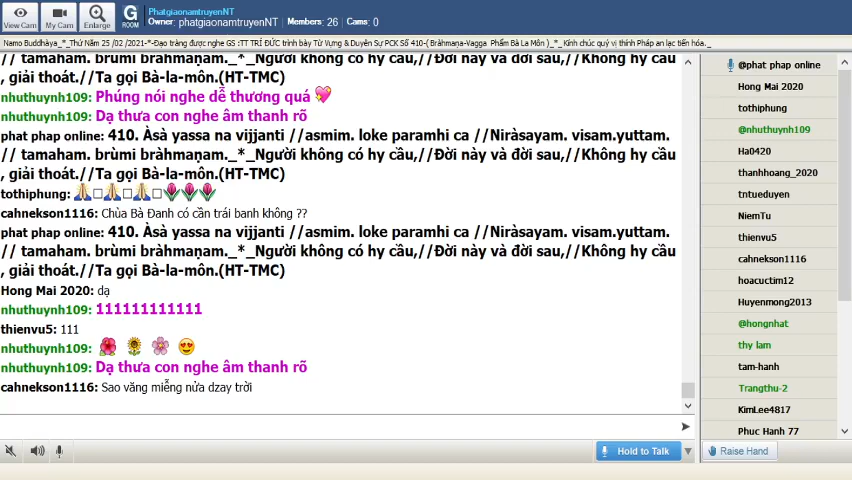 View Cam
My Cam
Enlarge
G
ROOM
PhatgiaonamtruyenNT
Owner: phatgiaonamtruyenNT Members: 26 Cams: 0
Namo Buddhàya_*_Thứ Năm 25 /02 /2021-*-Đạo tràng được nghe GS :TT TRÍ ĐỨC trình bày Từ Vựng & Duyên Sự PCK Số 410-( Bràhmaṇa-Vagga Phẩm Bà La Môn )_*_ Kính chúc quý vị thính Pháp an lạc tiến hóa._
// tamaham. brùmi bràhmaṇam._*_Người không có hy cầu,//Đời này và đời sau,//Không hy cầu
, giải thoát.//Ta gọi Bà-la-môn.(HT-TMC)
nhuthuynh109: Phúng nói nghe dễ thương quá
nhuthuynh109: Dạ thưa con nghe âm thanh rõ
phat phap online: 410. Àsà yassa na vijjanti //asmim. loke paramhi ca //Niràsayam. visam.yuttam.
// tamaham. brùmi bràhmaṇam._*_Người không có hy cầu,//Đời này và đời sau,//Không hy cầu
, giải thoát.//Ta gọi Bà-la-môn.(HT-TMC)
tothiphung:
cahnekson1116: Chùa Bà Đanh có cần trái banh không ??
phat phap online: 410. Àsà yassa na vijjanti //asmim. loke paramhi ca //Niràsayam. visam.yuttam.
// tamaham. brùmi bràhmaṇam._*_Người không có hy cầu,//Đời này và đời sau,//Không hy cầu
, giải thoát.//Ta gọi Bà-la-môn.(HT-TMC)
Hong Mai 2020: dạ
nhuthuynh109: 111111111111
thienvu5: 111
nhuthuynh109:
nhuthuynh109: Dạ thưa con nghe âm thanh rõ
cahnekson1116: Sao văng miễng nửa dzay trời
Hold to Talk
@phat phap online
Hong Mai 2020
tothiphung
@nhuthuynh109
Ha0420
thanhhoang_2020
tntueduyen
NiemTu
thienvu5
cahnekson1116
hoacuctim12
Huyenmong2013
@hongnhat
thy lam
tam-hanh
Trangthu-2
KimLee4817
Phuc Hanh 77
Raise Hand